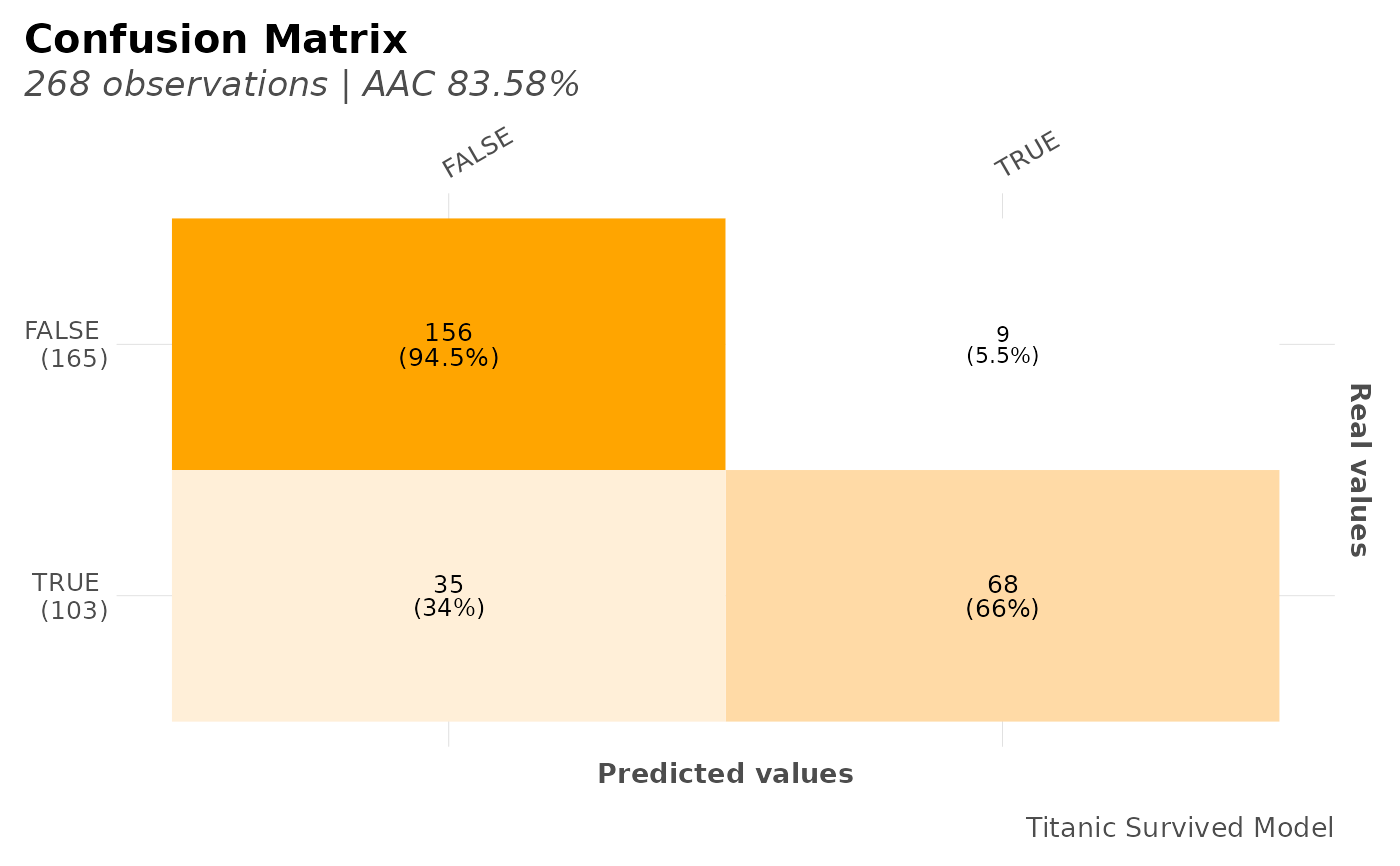 Confusion Matrix
268 observations | AAC 83.58%
FALSE
TRUE
FALSE
(165)
156
(94.5%)
9
(5.5%)
Real values
TRUE
(103)
35
(34%)
68
(66%)
Predicted values
Titanic Survived Model